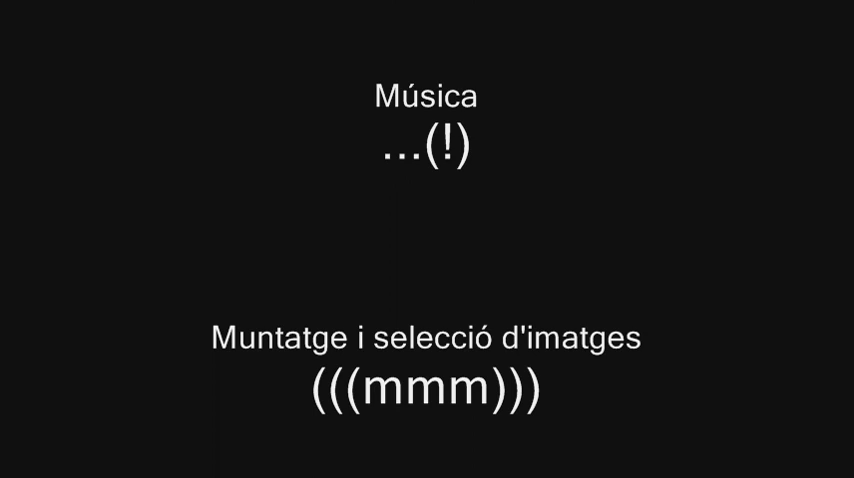 Música
...(!)
Muntatge i selecció d'imatges
(((mmm)))